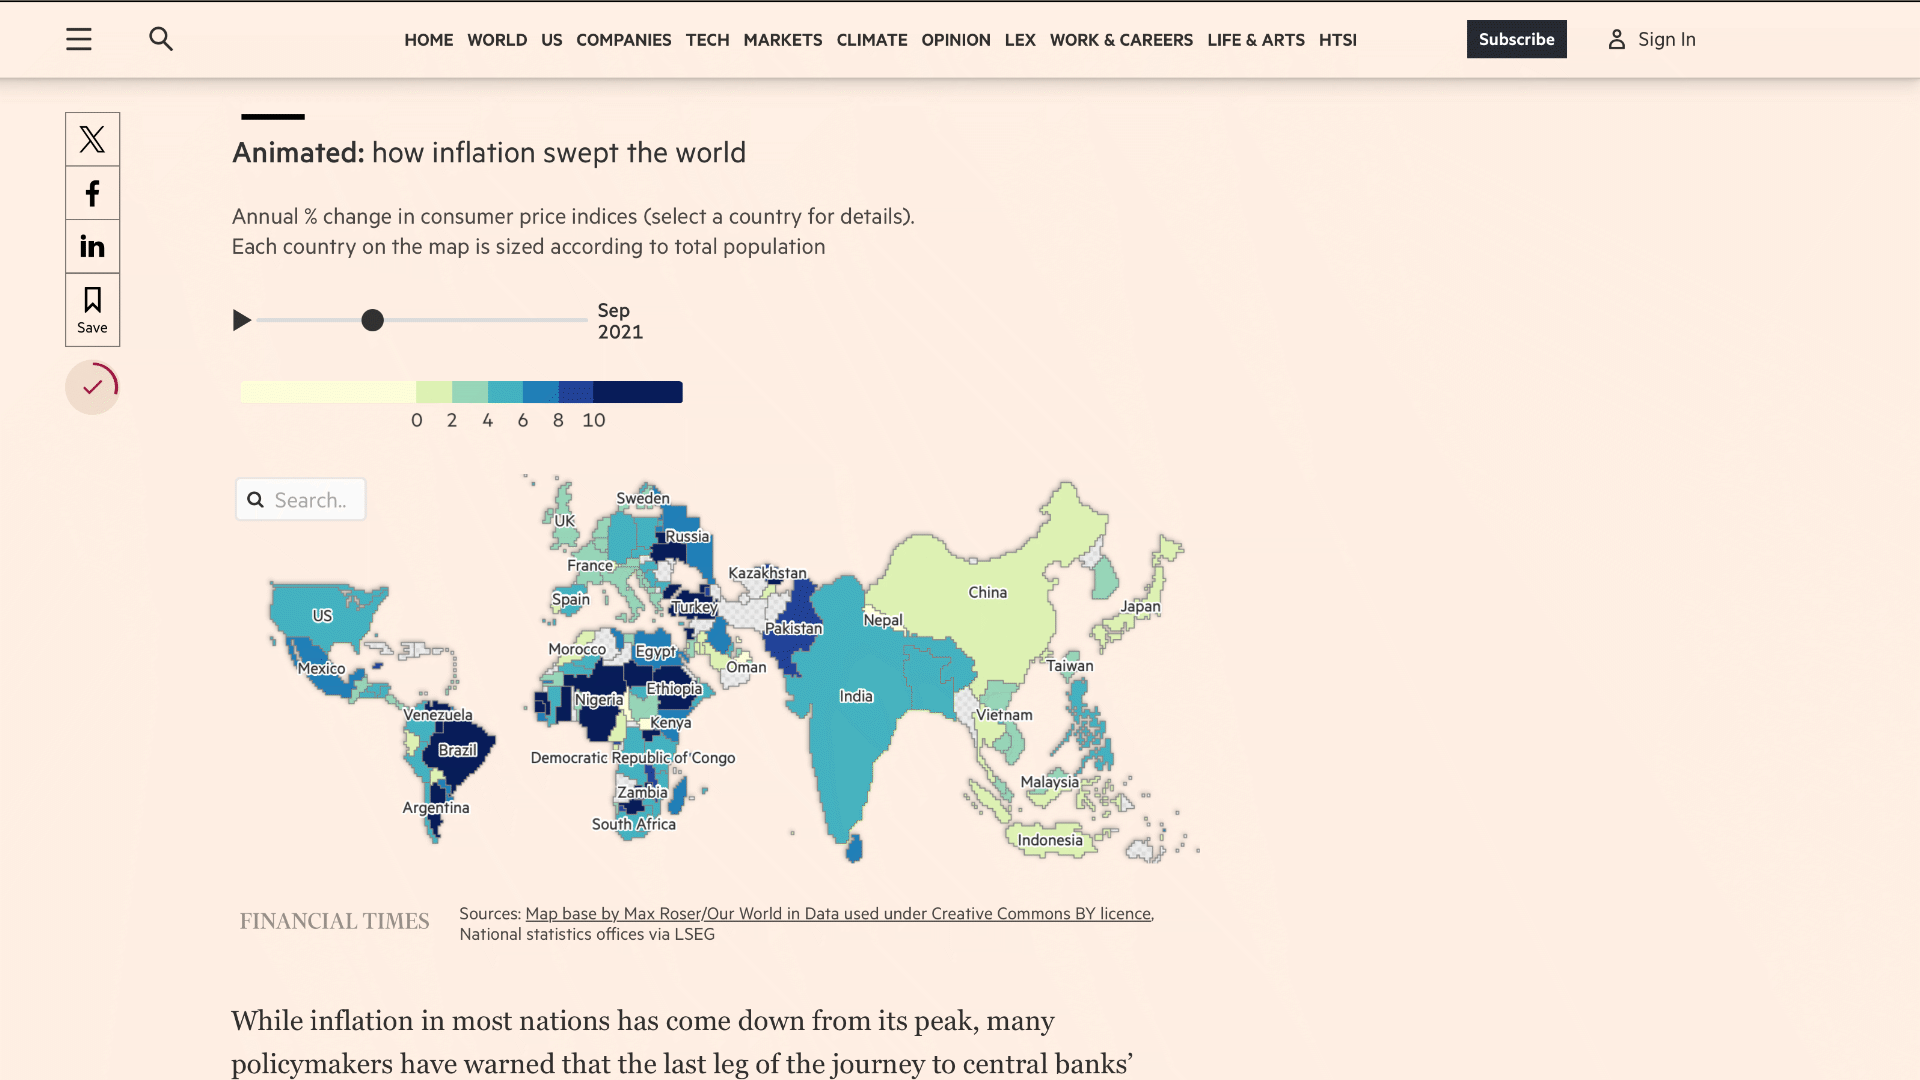 HOME WORLD US COMPANIES TECH MARKETS CLIMATE OPINION LEX WORK & CAREERS LIFE & ARTS HTSI
Subscribe
Sign In
Save
Animated: how inflation swept the world
Annual % change in consumer price indices (select a country for details).
Each country on the map is sized according to total population
Sep
2021
0 2 4 6 8 10
Search..
Sweden
UK
Russia
France
Kazakhstan
China
Spain
Turkey
Japan
US
Nepal
Pakistan
Morocco
Egypt
Taiwan
Mexico
Oman
Ethiopia
India
Nigeria
Venezuela
Vietnam
Kenya
Brazil
Democratic Republic of Congo
Malaysia
Zambia
Argentina
South Africa
Indonesia
FINANCIAL TIMES
Sources: Map base by Max Roser/Our World in Data used under Creative Commons BY licence,
National statistics offices via LSEG
While inflation in most nations has come down from its peak, many
policymakers have warned that the last leg of the journey to central banks’